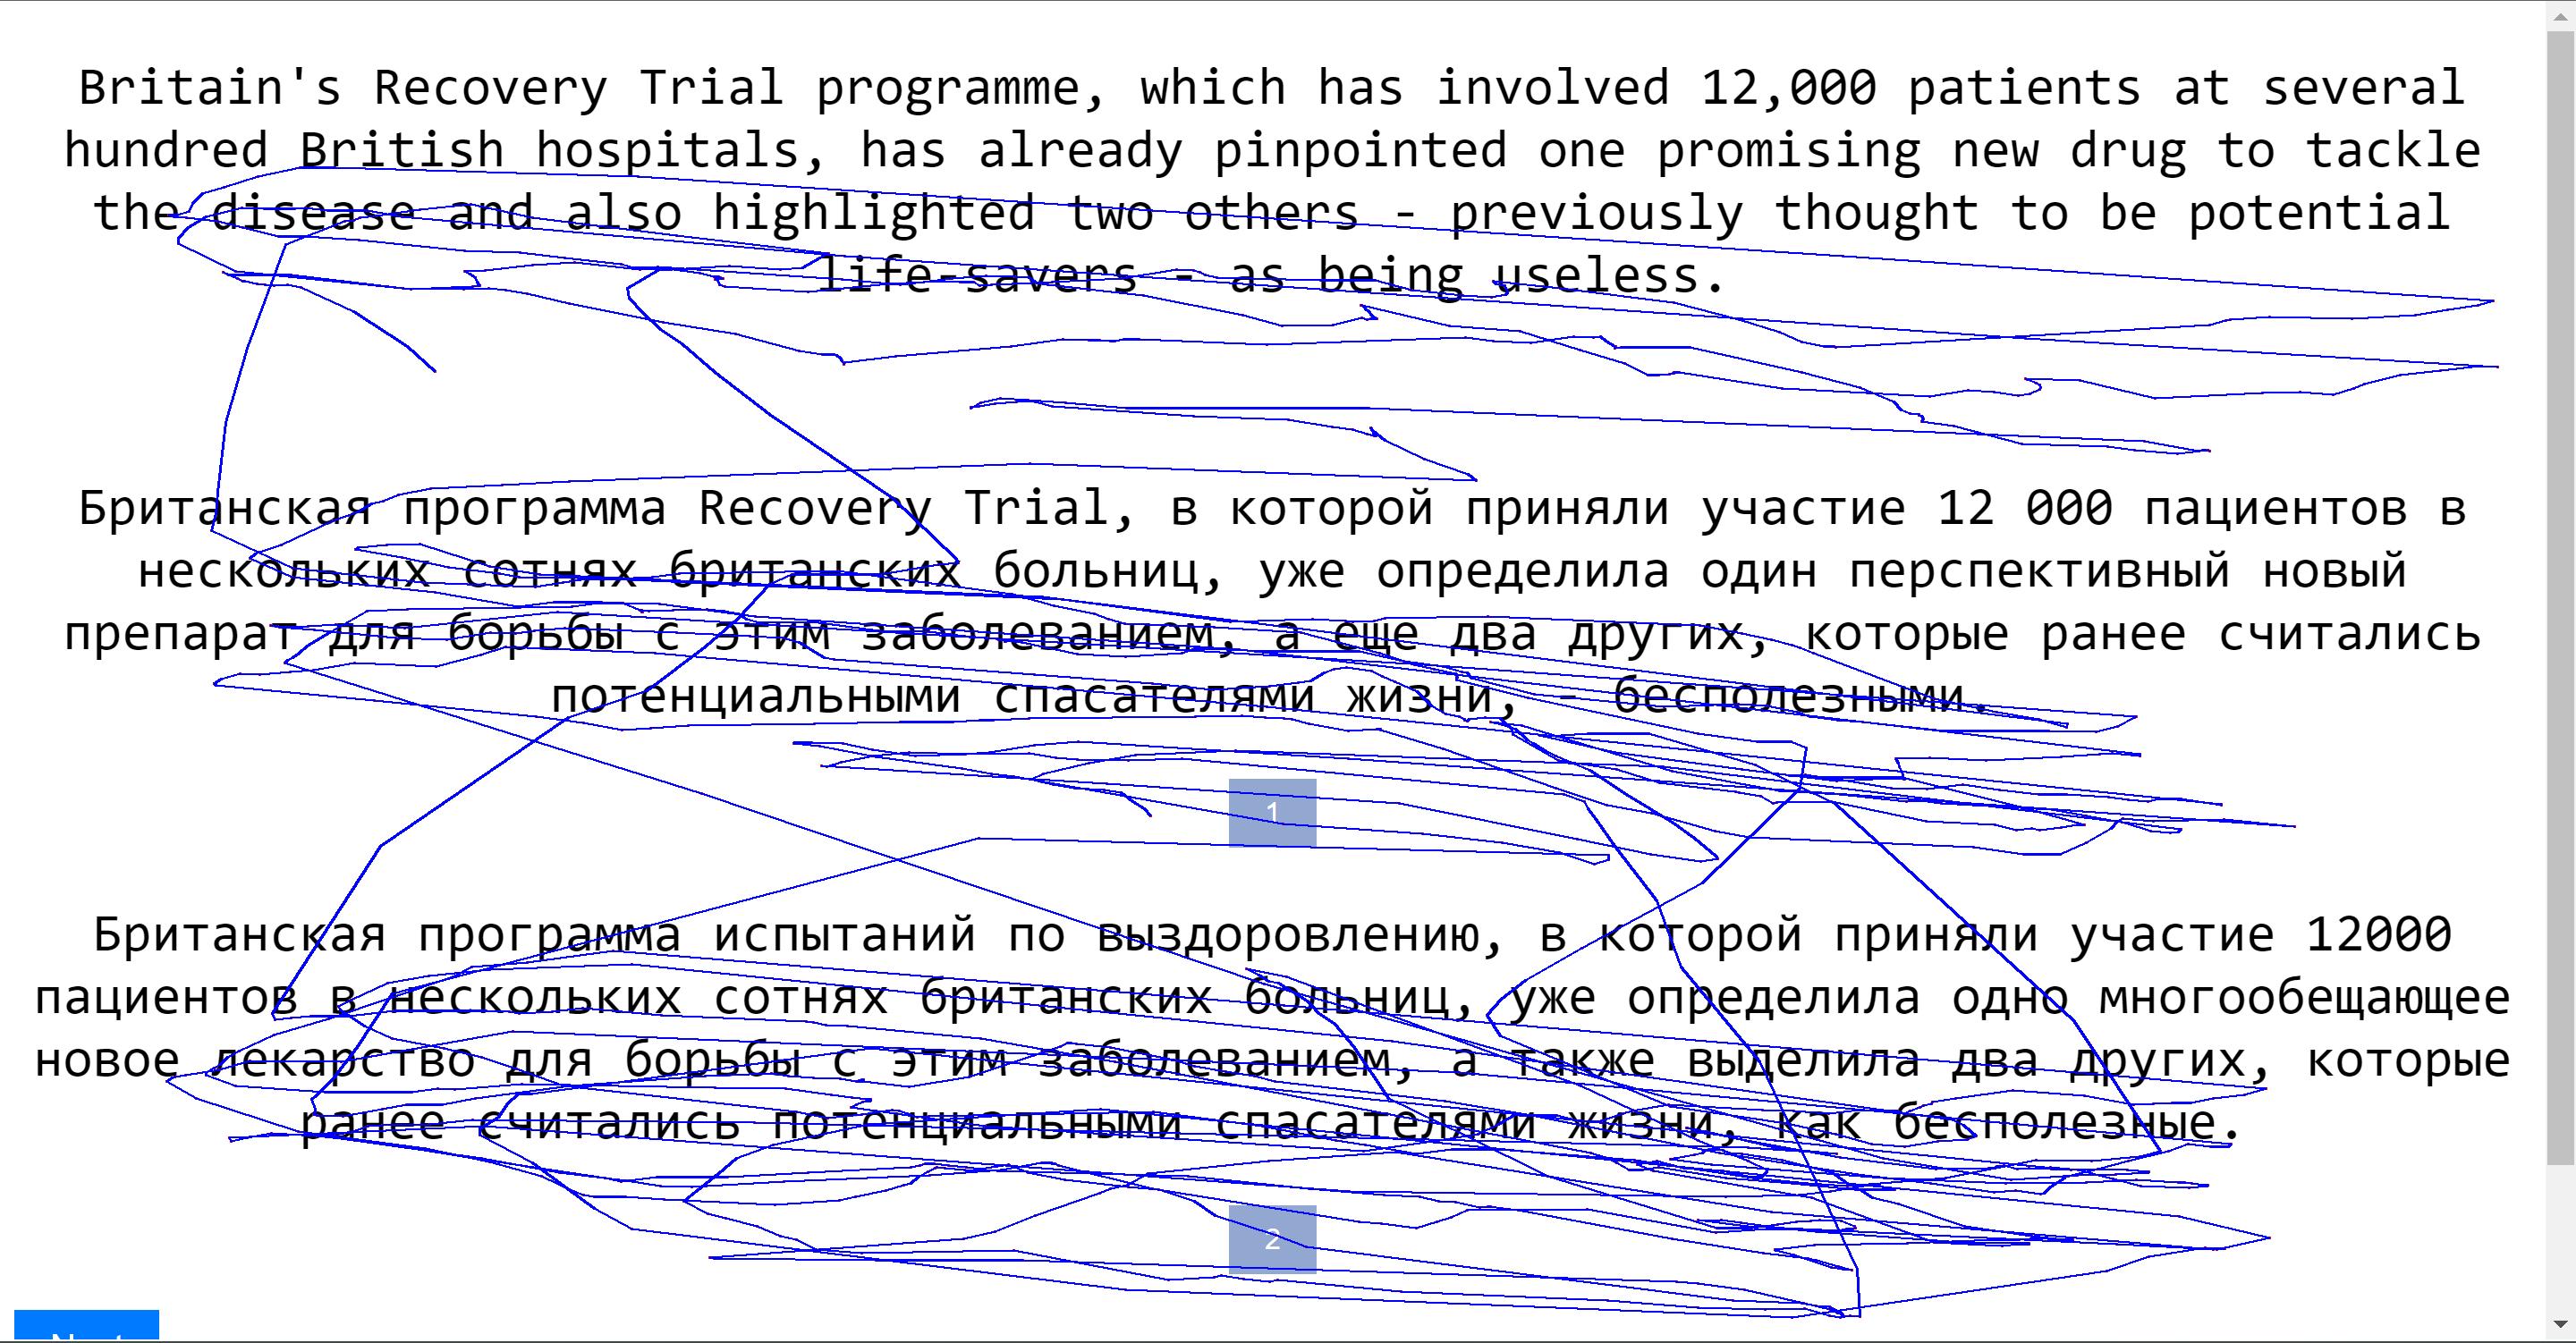 Britain's Recovery Trial programme, which has involved 12,000 patients at several
hundred British hospitals, has already pinpointed one promising new drug to tackle
the disease and also highlighted two others - previously thought to be potential
life-savers - as being useless.
Британская программа Recovery Trial, в которой приняли участие 12 000 пациентов в
нескольких сотнях британских больниц, уже определила один перспективный новый
препарат для борьбы с этим заболеванием, а еще два других, которые ранее считались
потенциальными спасателями жизни, - бесполезными.
1
Британская программа испытаний по выздоровлению, в которой приняли участие 12000
пациентов в нескольких сотнях британских больниц, уже определила одно многообещающее
новое лекарство для борьбы с этим заболеванием, а также выделила два других, которые
ранее считались потенциальными спасателями жизни, как бесполезные.
2